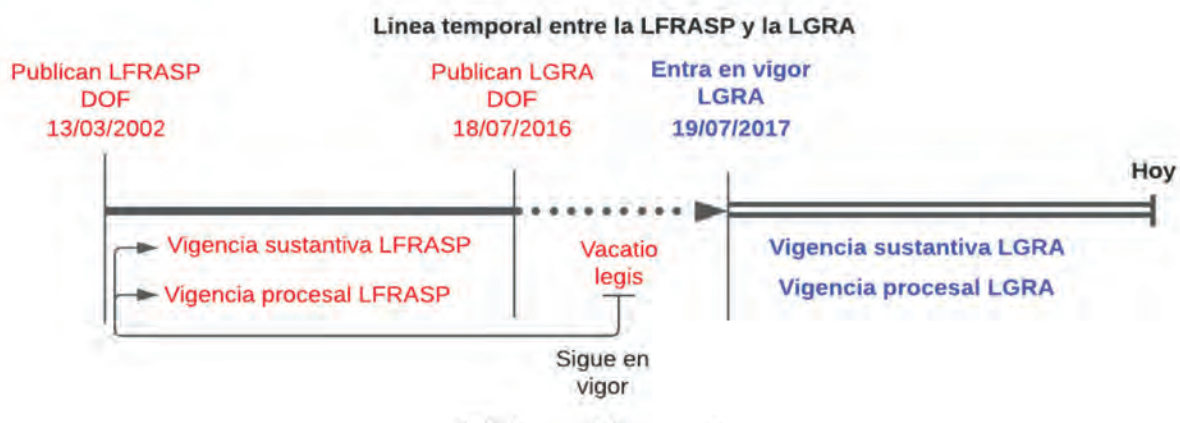 Linea temporal entre la LFRASP y la LGRA
Publican LFRASP
DOF
13/03/2002
Publican LGRA
DOF
18/07/2016
Entra en vigor
LGRA
19/07/2017
Hoy
Vigencia sustantiva LFRASP
Vigencia procesal LFRASP
Vacatio
legis
Vigencia sustantiva LGRA
Vigencia procesal LGRA
Sigue en
vigor